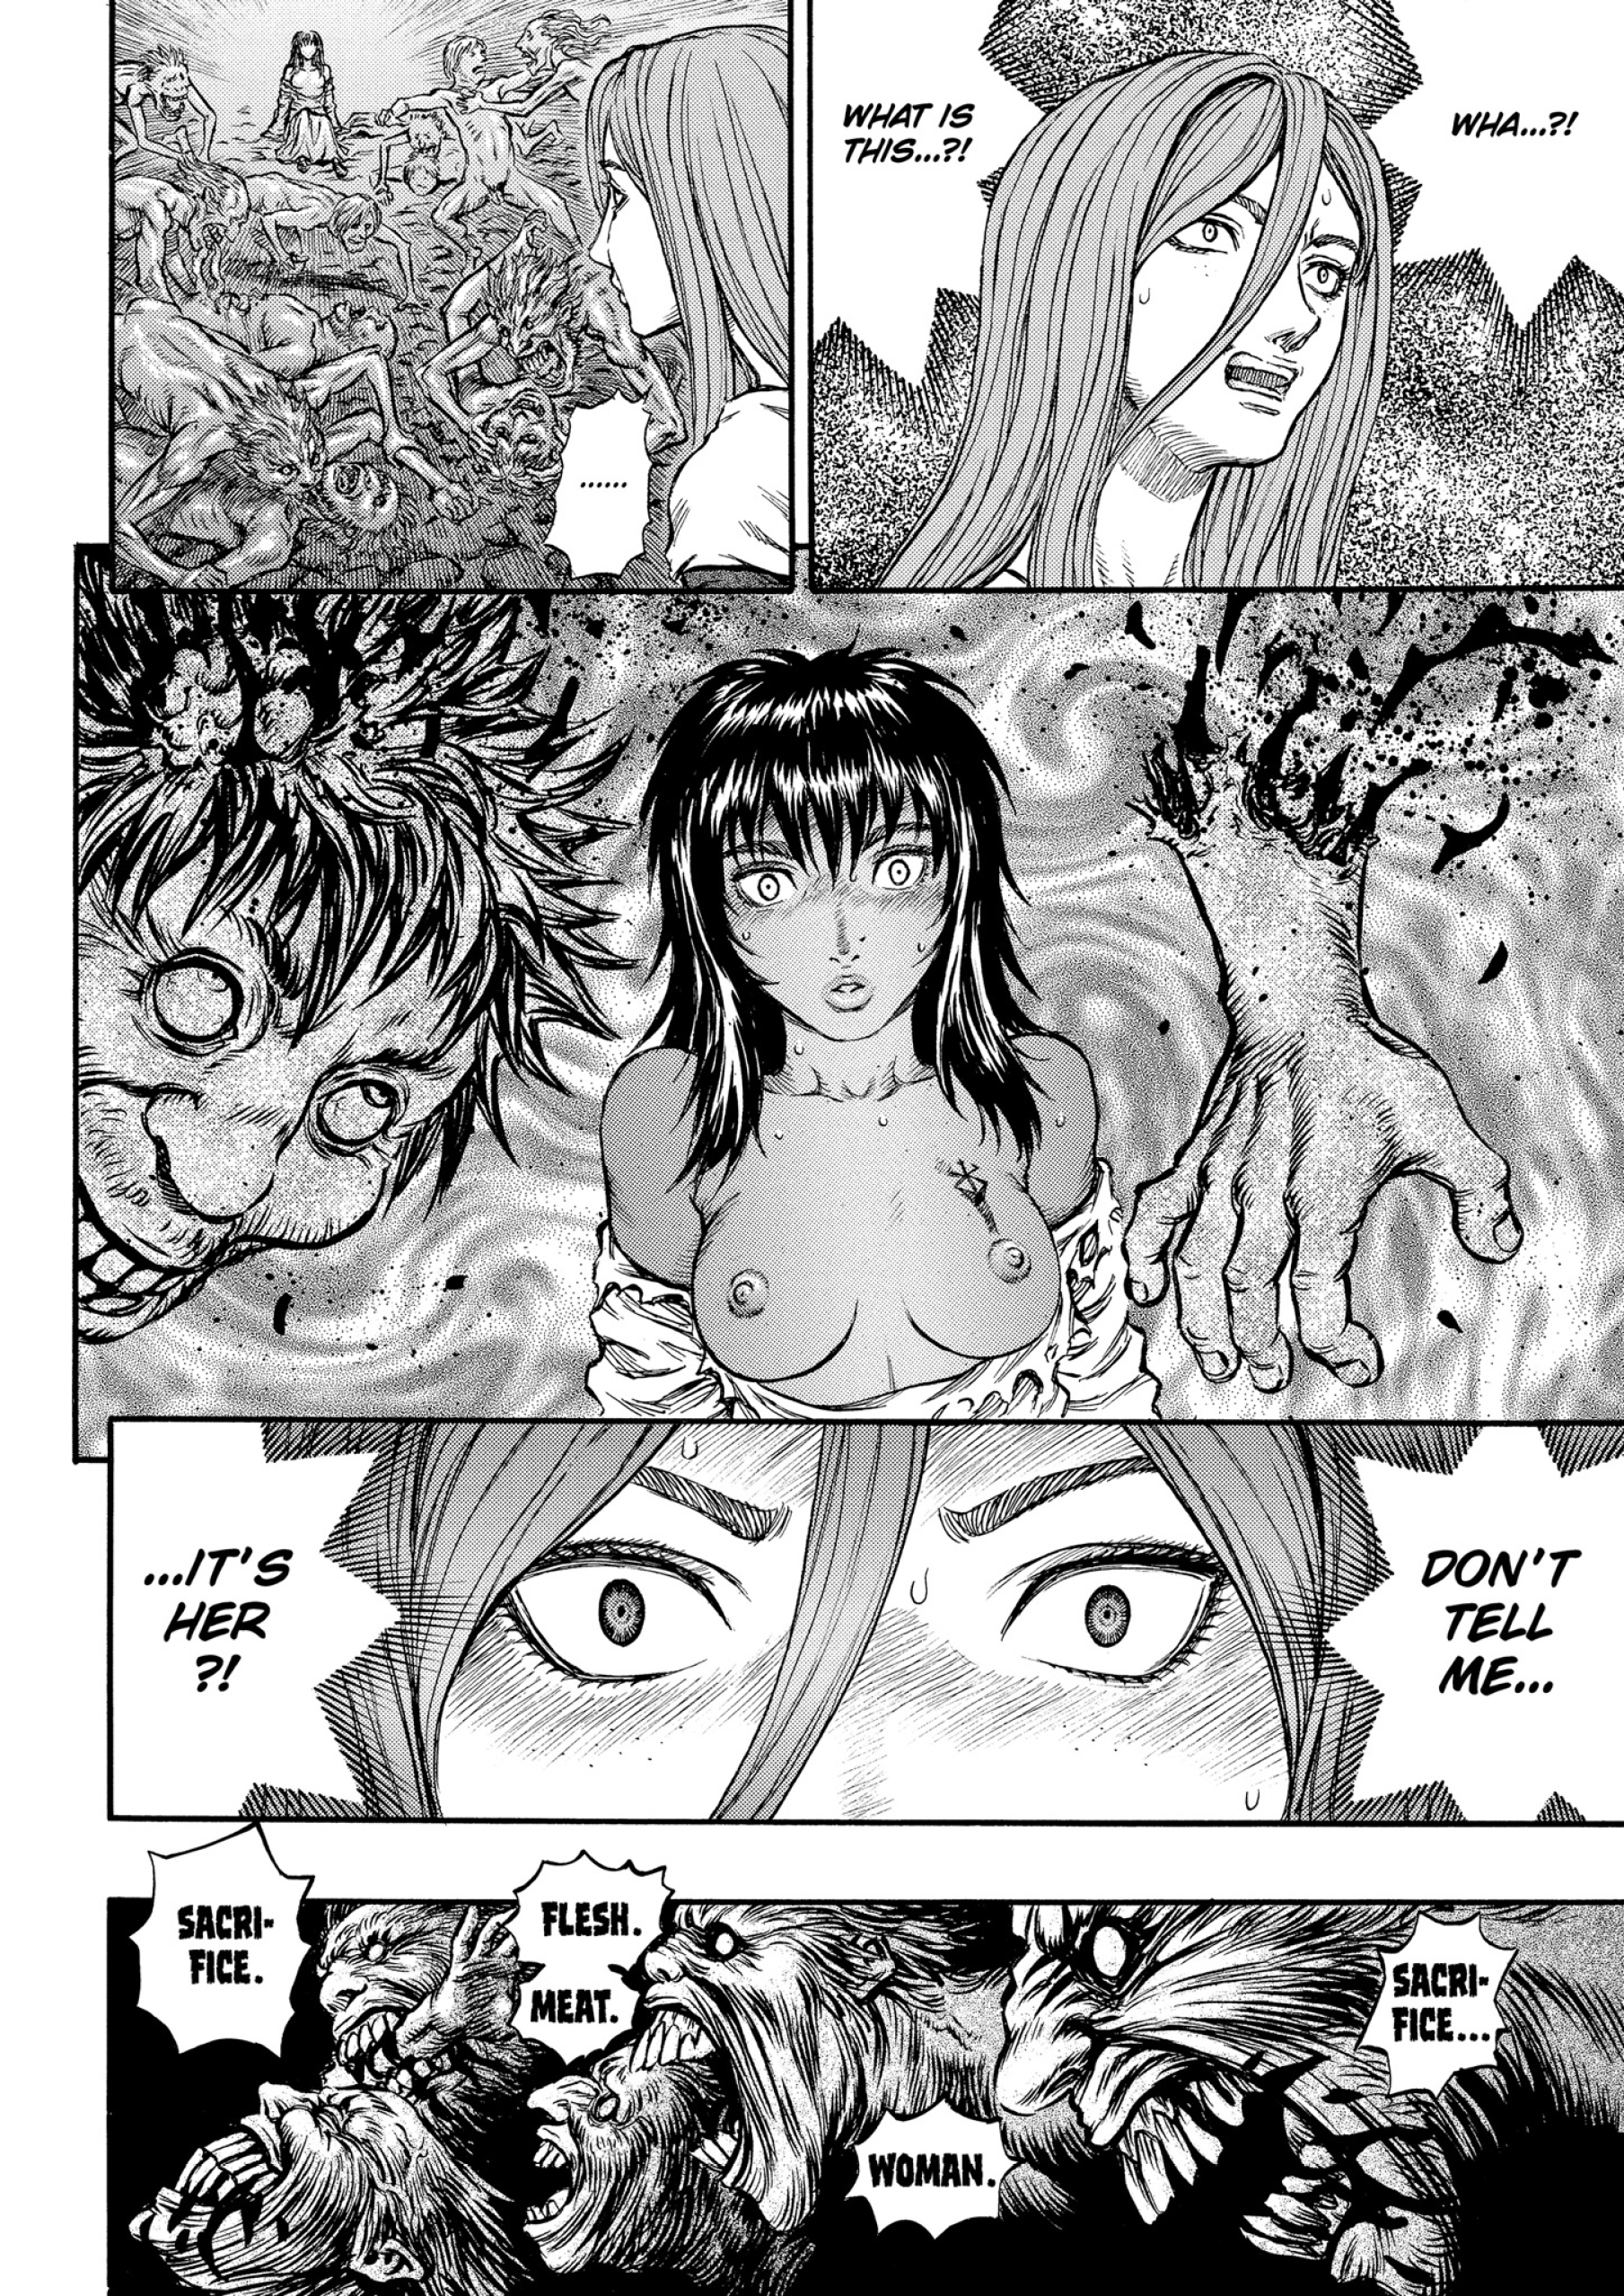 WHA...?!
WHAT IS
THIS...?!
......
DON'T
TELL
ME...
...IT'S
HER
?!
SACRI-
FICE...
WOMAN.
FLESH.
MEAT.
SACRI-
FICE.